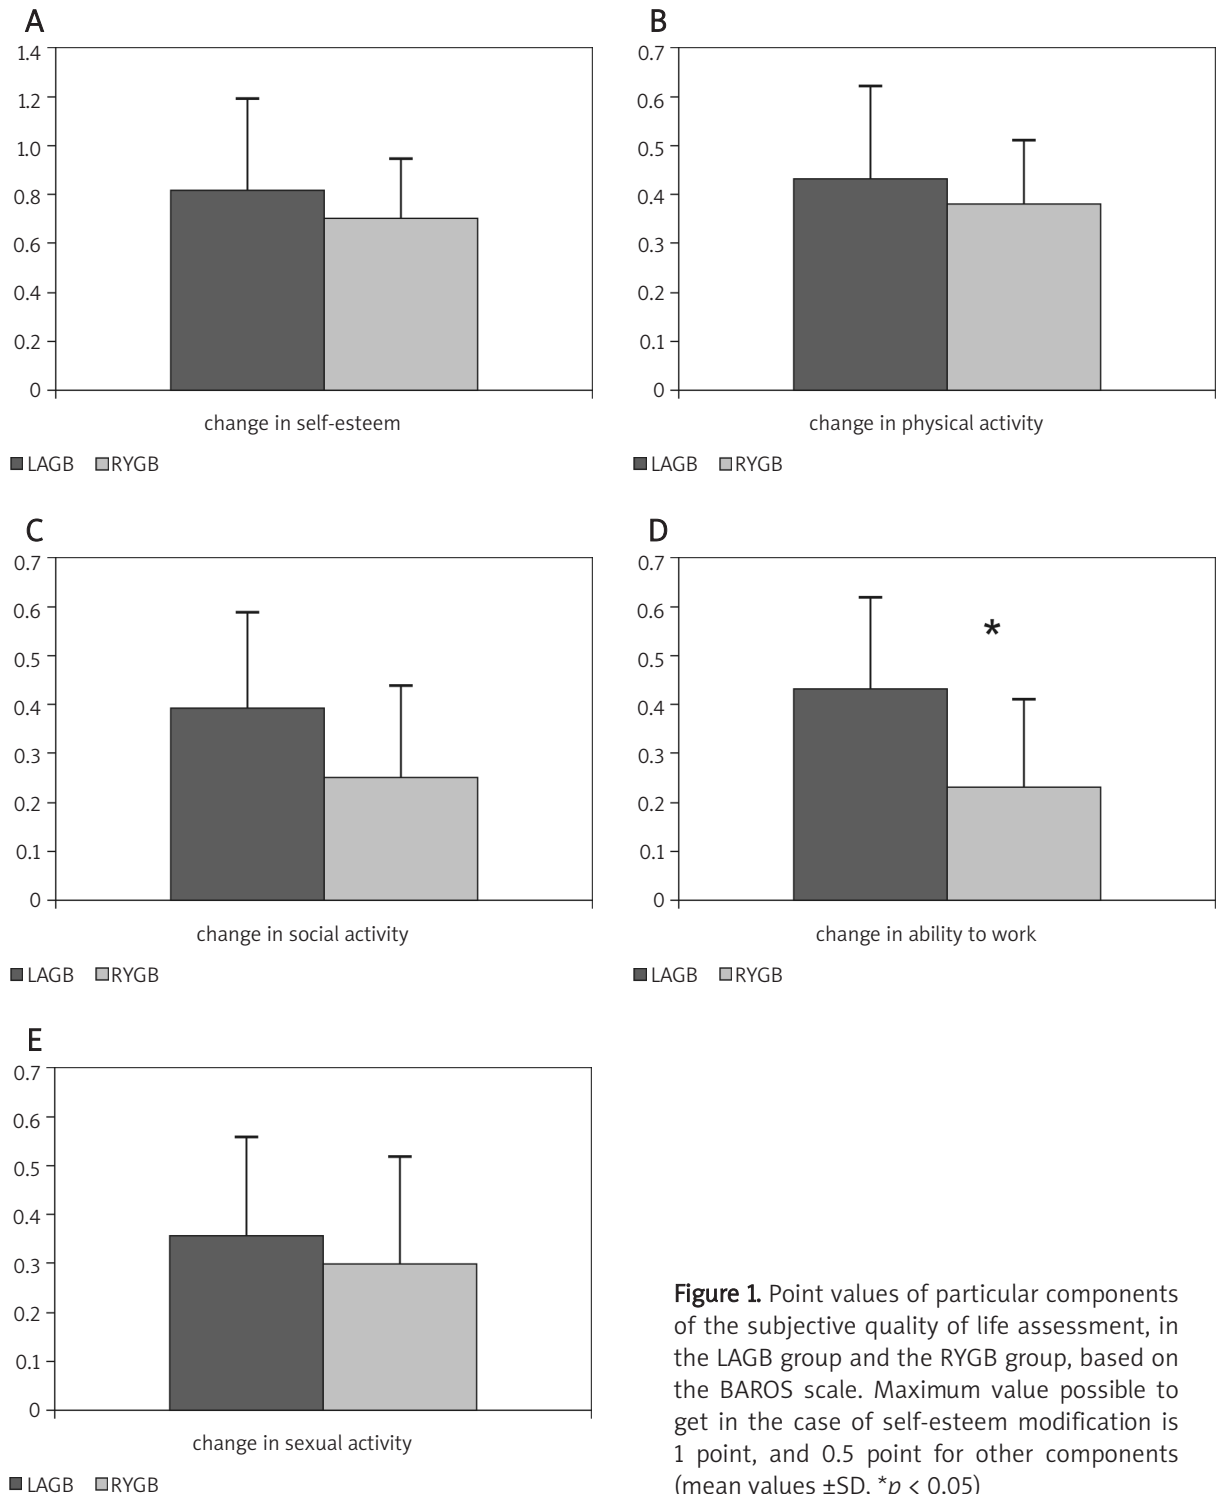 A
1.4
1.2
1.0
0.8
0.6
0.4
0.2
0
change in self-esteem
LAGB RYGB
B
0.7
0.6
0.5
0.4
0.3
0.2
0.1
0
change in physical activity
LAGB RYGB
C
0.7
0.6
0.5
0.4
0.3
0.2
0.1
0
change in social activity
LAGB RYGB
D
0.7
0.6
0.5
0.4
0.3
0.2
0.1
0
*
change in ability to work
LAGB RYGB
E
0.7
0.6
0.5
0.4
0.3
0.2
0.1
0
change in sexual activity
LAGB RYGB
Figure 1. Point values of particular components
of the subjective quality of life assessment, in
the LAGB group and the RYGB group, based on
the BAROS scale. Maximum value possible to
get in the case of self-esteem modification is
1 point, and 0.5 point for other components
(mean values ±SD, *p < 0.05)